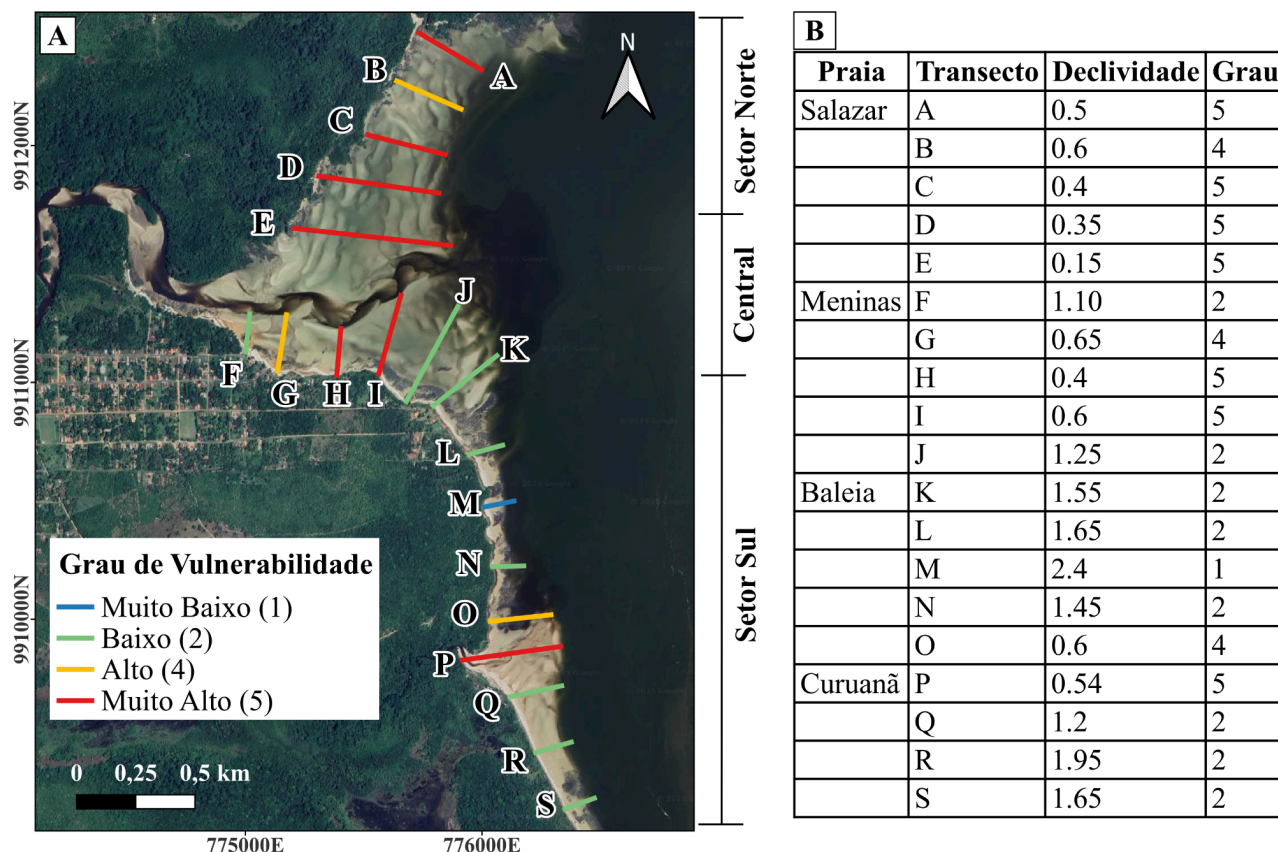 A
N
A
B
C
D
E
F
G
H
I
J
K
L
M
N
O
P
Q
R
S
9912000N
9911000N
9910000N
775000E
776000E
Setor Norte
Central
Setor Sul
Grau de Vulnerabilidade
Muito Baixo (1)
Baixo (2)
Alto (4)
Muito Alto (5)
0 0,25 0,5 km
B
Praia Transecto Declividade Grau
Salazar A 0.5 5
B 0.6 4
C 0.4 5
D 0.35 5
E 0.15 5
Meninas F 1.10 2
G 0.65 4
H 0.4 5
I 0.6 5
J 1.25 2
Baleia K 1.55 2
L 1.65 2
M 2.4 1
N 1.45 2
O 0.6 4
Curuanã P 0.54 5
Q 1.2 2
R 1.95 2
S 1.65 2